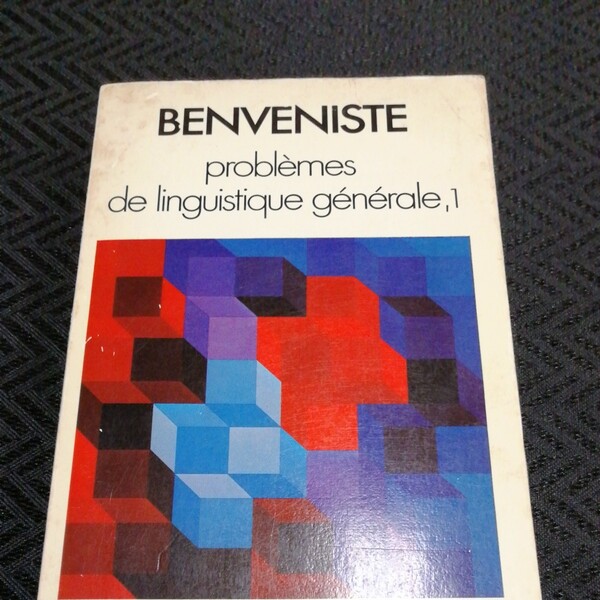 BENVENISTE
problèmes
de linguistique générale,1